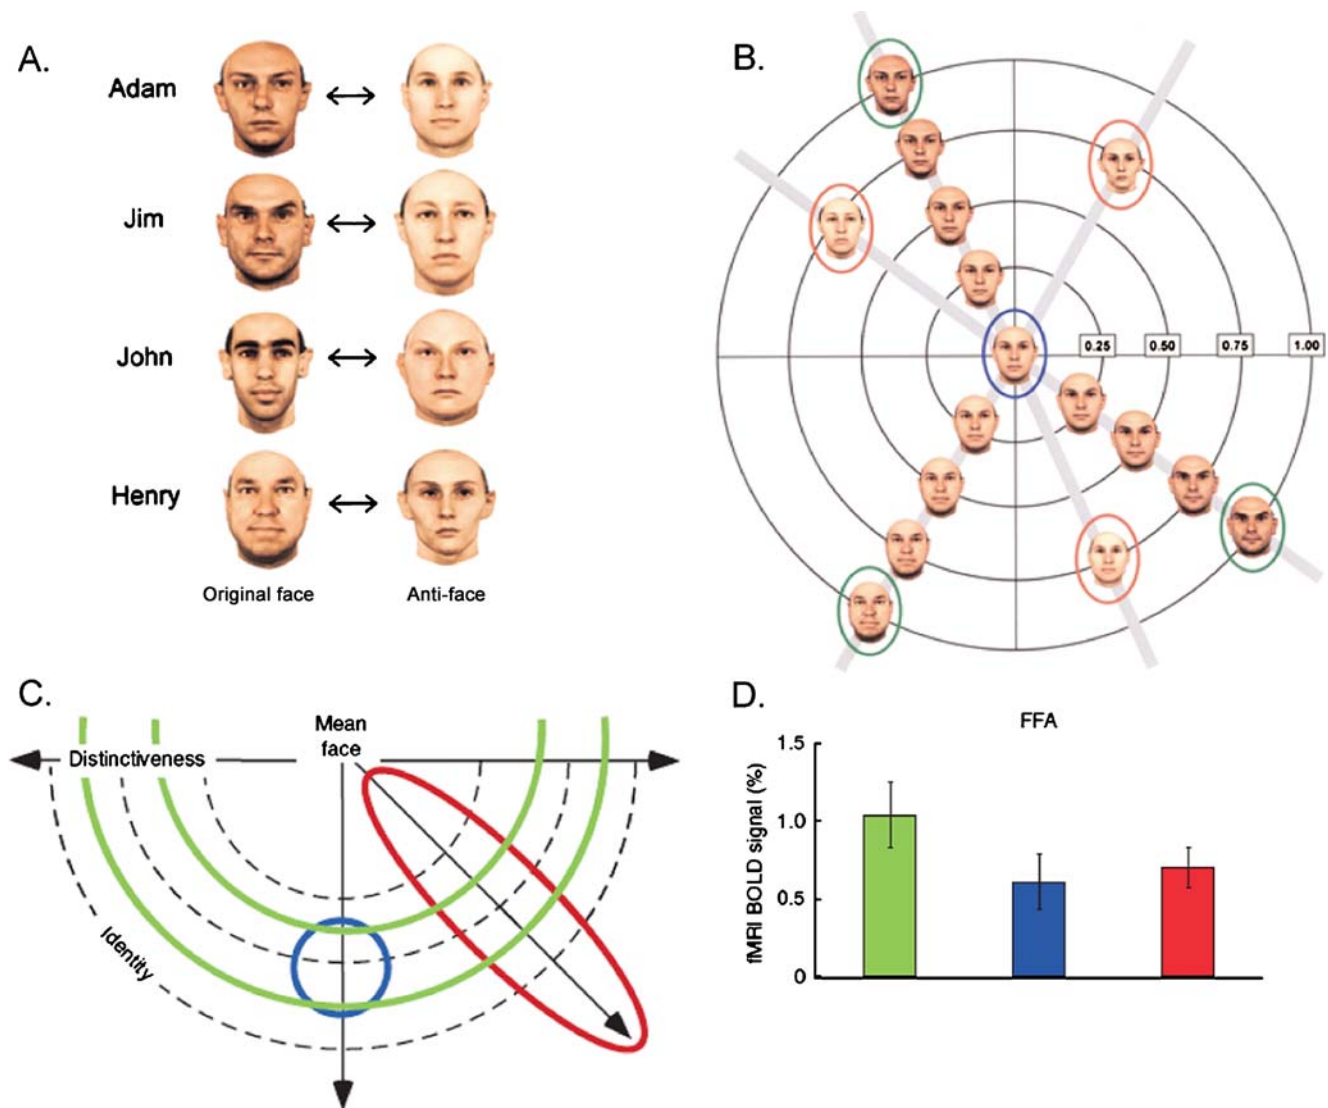 A.
Adam
Jim
John
Henry
Original face
Anti-face
B.
0.25
0.50
0.75
1.00
C.
Mean
face
Distinctiveness
Identity
D.
FFA
fMRI BOLD signal (%)
1.5
1.0
0.5
0